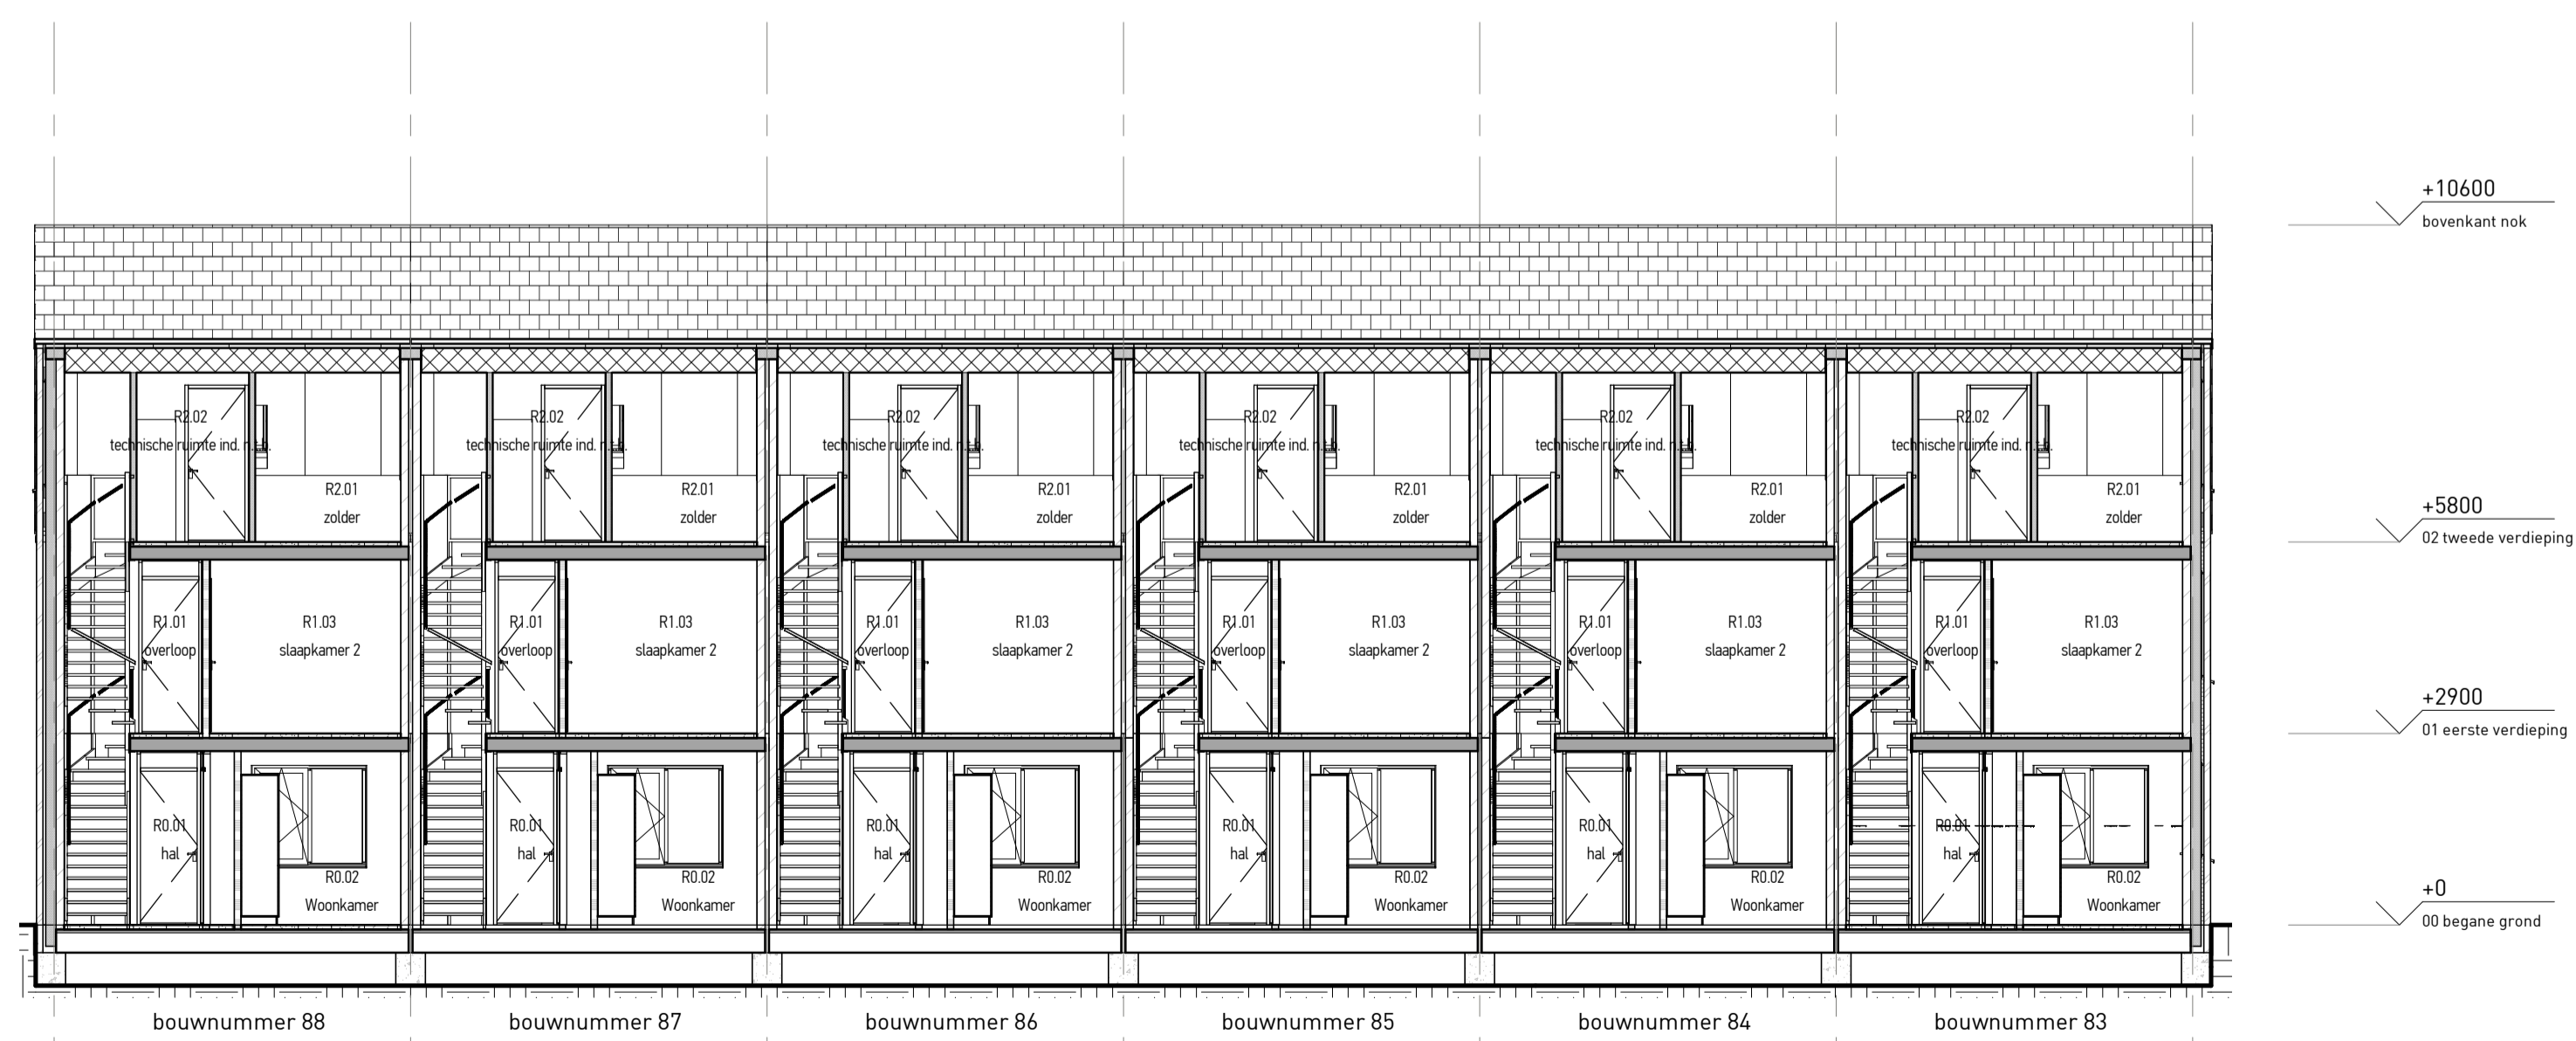 +10600
bovenkant nok
R2.02
technische ruimte ind. n.t.b.
R2.01
zolder
R2.02
technische ruimte ind. n.t.b.
R2.01
zolder
R2.02
technische ruimte ind. n.t.b.
R2.01
zolder
R2.02
technische ruimte ind. n.t.b.
R2.01
zolder
R2.02
technische ruimte ind. n.t.b.
R2.01
zolder
R2.02
technische ruimte ind. n.t.b.
R2.01
zolder
+5800
02 tweede verdieping
R1.01
overloop
R1.03
slaapkamer 2
R1.01
overloop
R1.03
slaapkamer 2
R1.01
overloop
R1.03
slaapkamer 2
R1.01
overloop
R1.03
slaapkamer 2
R1.01
overloop
R1.03
slaapkamer 2
R1.01
overloop
R1.03
slaapkamer 2
+2900
01 eerste verdieping
R0.01
hal
R0.02
Woonkamer
R0.01
hal
R0.02
Woonkamer
R0.01
hal
R0.02
Woonkamer
R0.01
hal
R0.02
Woonkamer
R0.01
hal
R0.02
Woonkamer
R0.01
hal
R0.02
Woonkamer
+0
00 begane grond
bouwnummer 88
bouwnummer 87
bouwnummer 86
bouwnummer 85
bouwnummer 84
bouwnummer 83